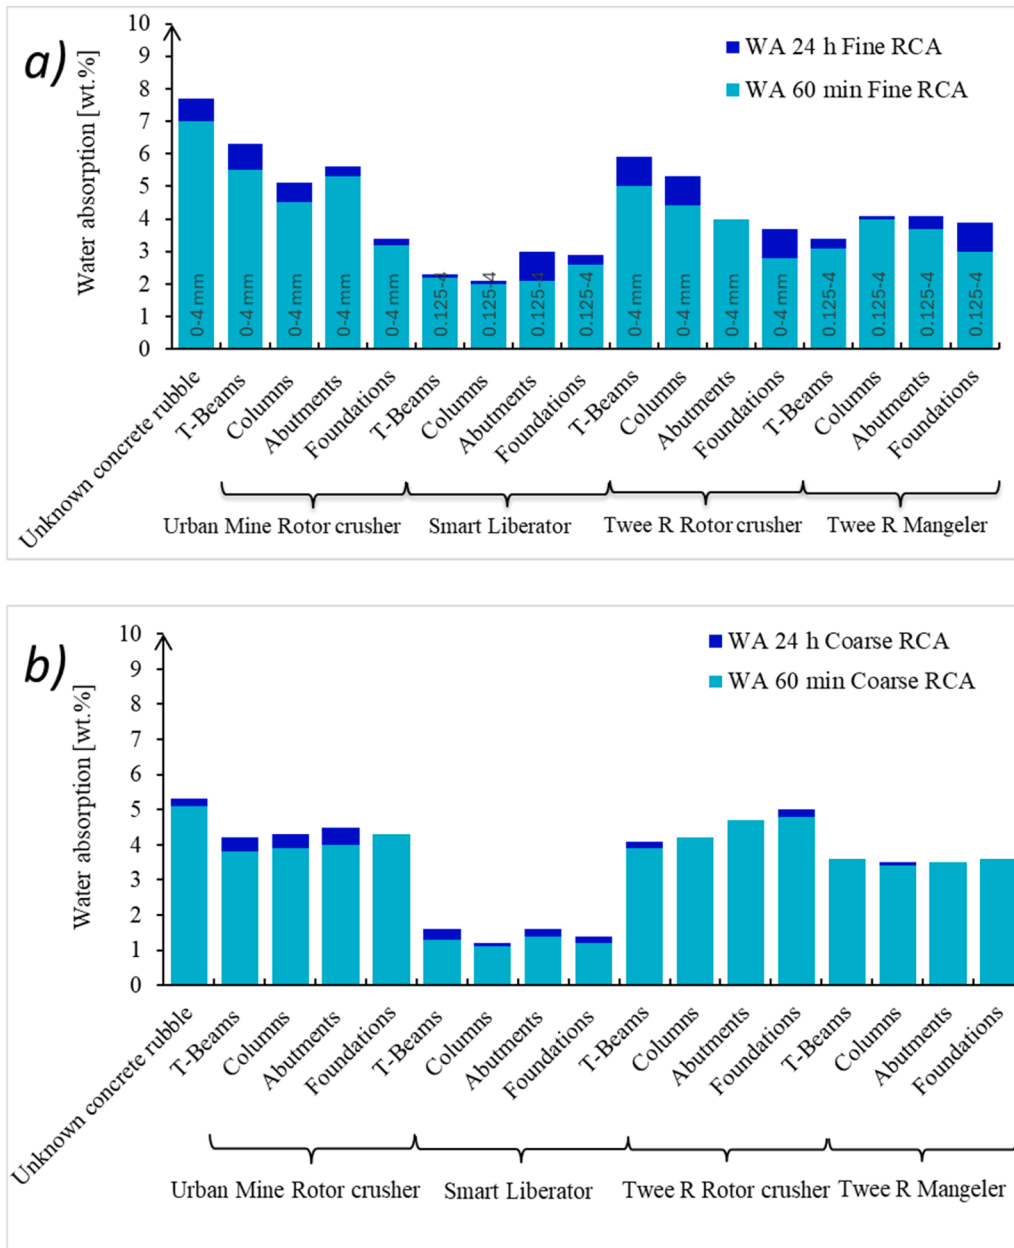 a)
Water absorption [wt.%]
10
9
8
7
6
5
4
3
2
1
0
WA 24 h Fine RCA
WA 60 min Fine RCA
0-4 mm
0-4 mm
0-4 mm
0-4 mm
0-4 mm
0.125-4
0.125-4
0.125-4
0.125-4
0-4 mm
0-4 mm
0-4 mm
0-4 mm
0.125-4
0.125-4
0.125-4
0.125-4
Unknown concrete rubble
T-Beams
Columns
Abutments
Foundations
T-Beams
Columns
Abutments
Foundations
T-Beams
Columns
Abutments
Foundations
T-Beams
Columns
Abutments
Foundations
Urban Mine Rotor crusher
Smart Liberator
Twee R Rotor crusher
Twee R Mangeler
b)
Water absorption [wt.%]
10
9
8
7
6
5
4
3
2
1
0
WA 24 h Coarse RCA
WA 60 min Coarse RCA
Unknown concrete rubble
T-Beams
Columns
Abutments
Foundations
T-Beams
Columns
Abutments
Foundations
T-Beams
Columns
Abutments
Foundations
T-Beams
Columns
Abutments
Foundations
Urban Mine Rotor crusher
Smart Liberator
Twee R Rotor crusher
Twee R Mangeler